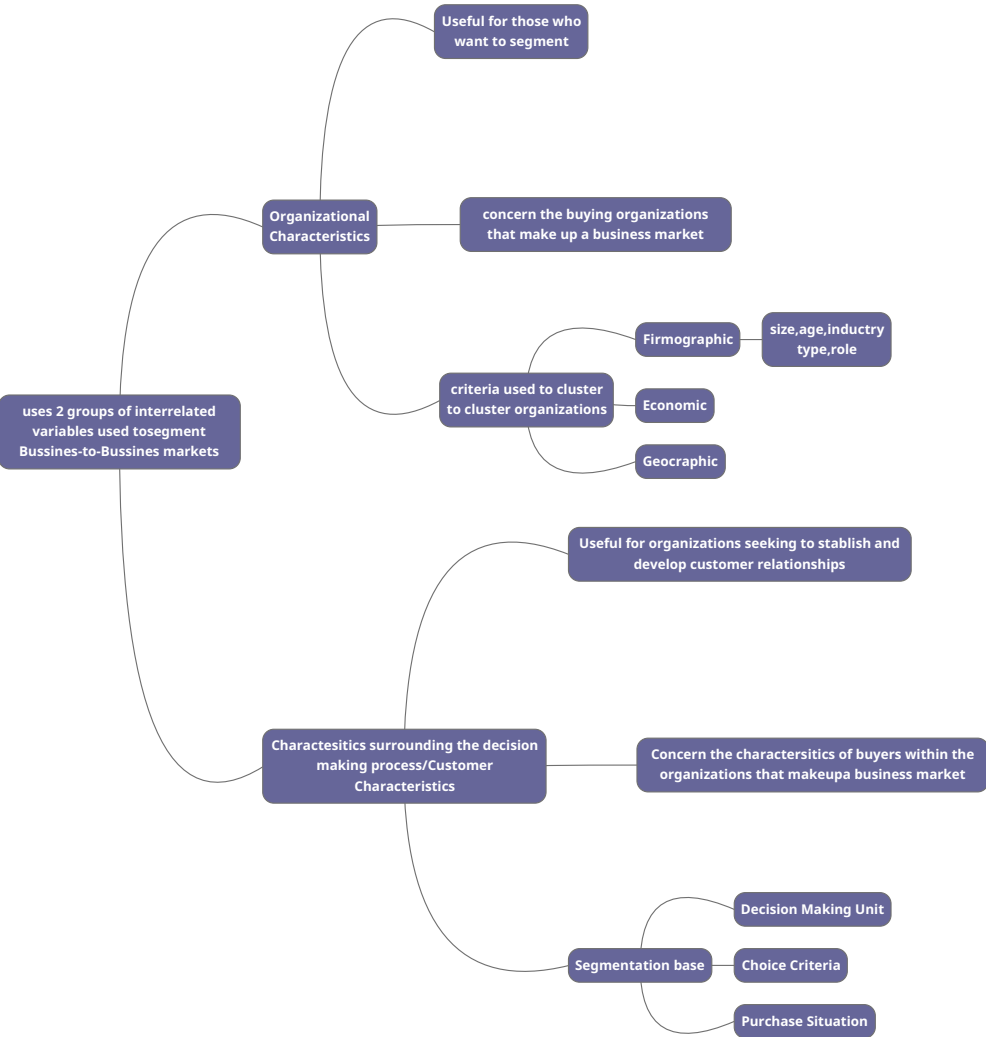 Useful for those who
want to segment
Organizational
Characteristics
concern the buying organizations
that make up a business market
Firmographic
size,age,inductry
type,role
criteria used to cluster
to cluster organizations
Economic
Geocraphic
uses 2 groups of interrelated
variables used tosegment
Bussines-to-Bussines markets
Useful for organizations seeking to stablish and
develop customer relationships
Charactesitics surrounding the decision
making process/Customer
Characteristics
Concern the charactersitics of buyers within the
organizations that makeupa business market
Decision Making Unit
Segmentation base
Choice Criteria
Purchase Situation